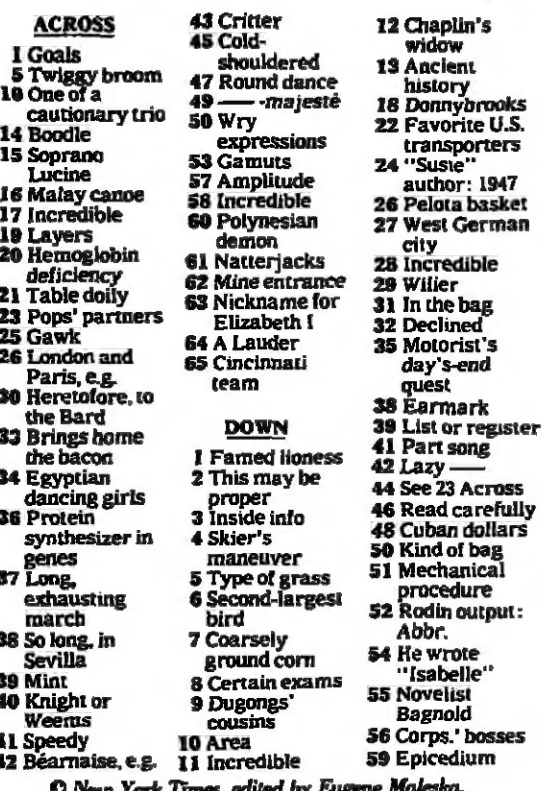 ACROSS
1 Goals
5 Twiggy broom
10 One of a
cautionary trio
14 Boodle
15 Soprano
Lucine
16 Malay canoe
17 Incredible
19 Layers
20 Hemoglobin
deficiency
21 Table doily
23 Pops' partners
25 Gawk
26 London and
Paris, e.g.
30 Heretofore, to
the Bard
33 Brings home
the bacon
34 Egyptian
dancing girls
36 Protein
synthesizer in
genes
37 Long,
exhausting
march
38 So long, in
Sevilla
39 Mint
40 Knight or
Weems
41 Speedy
42 Béarnaise, e.g.
43 Critter
45 Cold-
shouldered
47 Round dance
49 —— -majesté
50 Wry
expressions
53 Gamuts
57 Amplitude
58 Incredible
60 Polynesian
demon
61 Natterjacks
62 Mine entrance
63 Nickname for
Elizabeth I
64 A Lauder
65 Cincinnati
team
DOWN
1 Famed lioness
2 This may be
proper
3 Inside info
4 Skier's
maneuver
5 Type of grass
6 Second-largest
bird
7 Coarsely
ground corn
8 Certain exams
9 Dugongs'
cousins
10 Area
11 Incredible
12 Chaplin's
widow
13 Ancient
history
18 Donnybrooks
22 Favorite U.S.
transporters
24 "Susie"
author: 1947
26 Pelota basket
27 West German
city
28 Incredible
29 Wilier
31 In the bag
32 Declined
35 Motorist's
day's-end
quest
38 Earmark
39 List or register
41 Part song
42 Lazy ——
44 See 23 Across
46 Read carefully
48 Cuban dollars
50 Kind of bag
51 Mechanical
procedure
52 Rodin output:
Abbr.
54 He wrote
"Isabelle"
55 Novelist
Bagnold
56 Corps.' bosses
59 Epicedium
© New York Times, edited by Eugene Maleska.